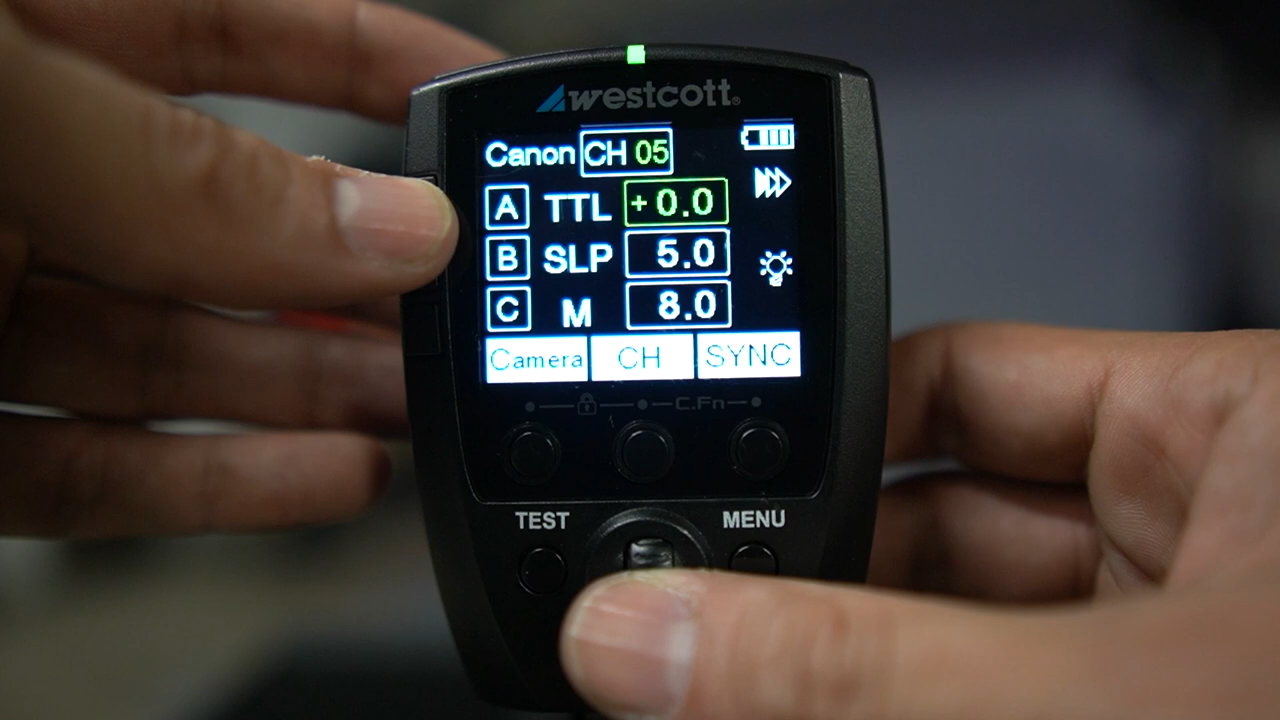 westcott®
Canon CH 05
A TTL +0.0
B SLP 5.0
C M 8.0
Camera CH SYNC
C.Fn
TEST MENU